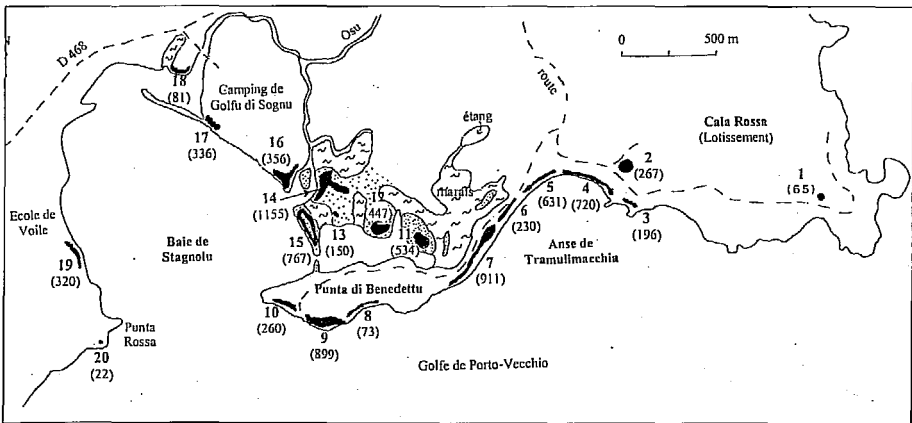 D 468
Osu
0 500 m
18
(81)
Camping de
Golfu di Sognu
17
(336)
16
(356)
14
(1155)
étang
marais
route
Cala Rossa
(Lotissement)
1
(65)
2
(267)
5
(631)
4
(720)
3
(196)
6
(230)
Anse de
Tramulimacchia
7
(911)
12
447)
11
(534)
13
(150)
15
(767)
Ecole de
Voile
Baie de
Stagnolu
19
(320)
Punta di Benedettu
10
(260)
8
(73)
9
(899)
Punta
Rossa
20
(22)
Golfe de Porto-Vecchio